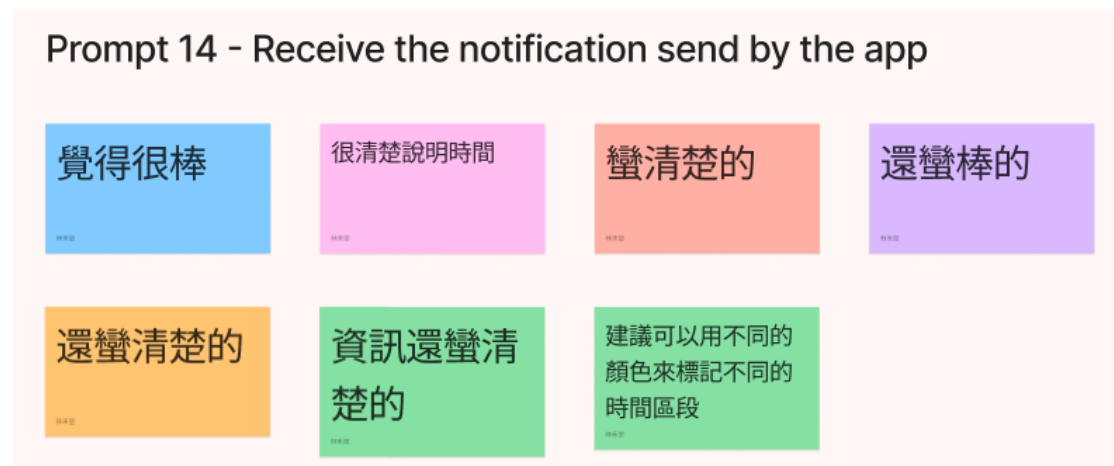 Prompt 14 - Receive the notification send by the app
覺得很棒
很清楚說明時間
蠻清楚的
還蠻棒的
還蠻清楚的
資訊還蠻清
楚的
建議可以用不同的
顏色來標記不同的
時間區段